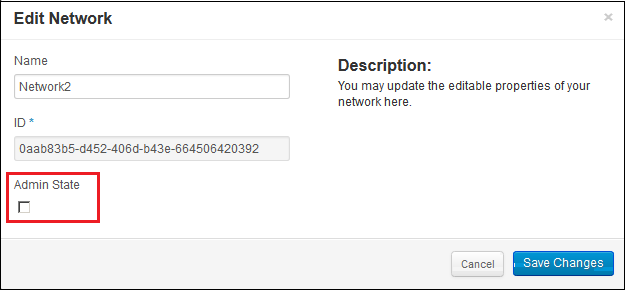 Edit Network
×
Name
Network2
ID *
0aab83b5-d452-406d-b43e-664506420392
Admin State
Description:
You may update the editable properties of your
network here.
Cancel
Save Changes